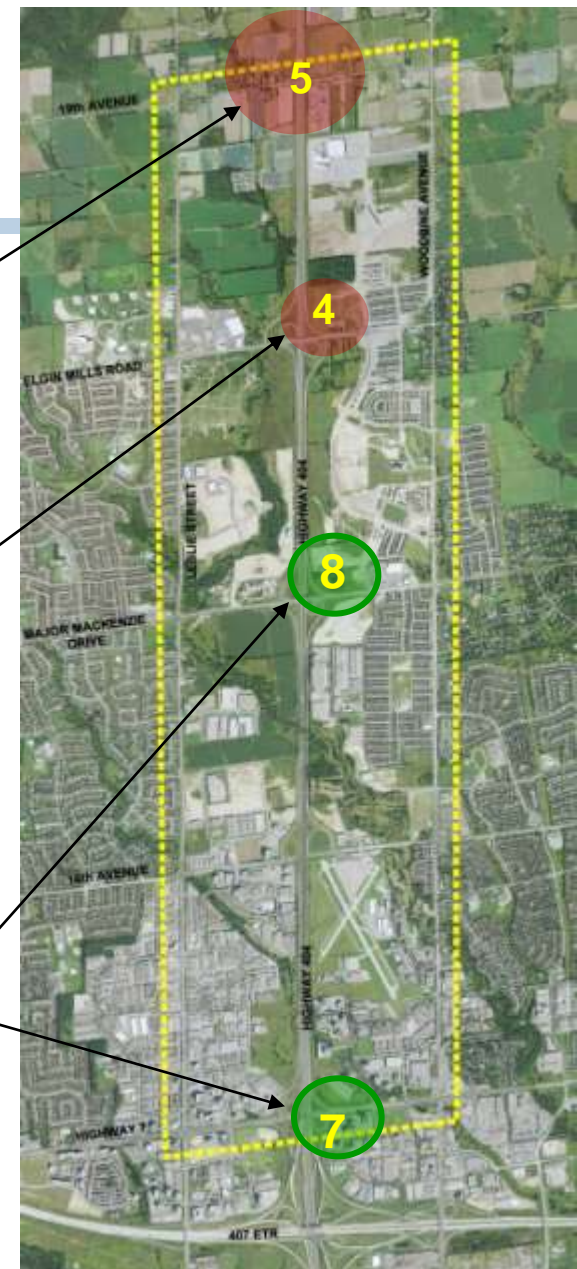 5
19th AVENUE
WOODBINE AVENUE
4
ELGIN MILLS ROAD
HIGHWAY 404
LESLIE STREET
8
MAJOR MACKENZIE
DRIVE
16th AVENUE
HIGHWAY 404
7
HIGHWAY 7
407 ETR